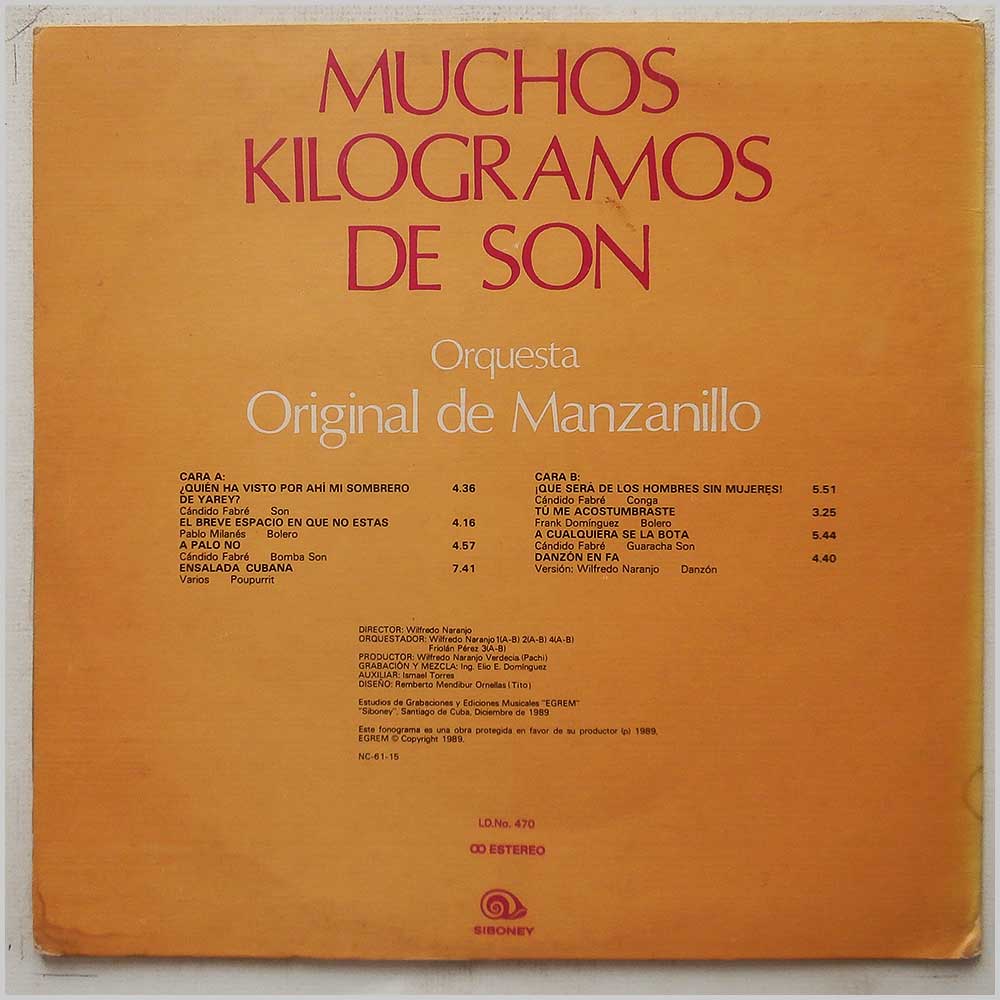 MUCHOS
KILOGRAMOS
DE SON
Orquesta
Original de Manzanillo
CARA A:
¿QUIÉN HA VISTO POR AHÍ MI SOMBRERO 4.36
DE YAREY?
Cándido Fabré Son
EL BREVE ESPACIO EN QUE NO ESTAS 4.16
Pablo Milanés Bolero
A PALO NO 4.57
Cándido Fabré Bomba Son
ENSALADA CUBANA 7.41
Varios Poupurrit
CARA B:
¡QUE SERÁ DE LOS HOMBRES SIN MUJERES! 5.51
Cándido Fabré Conga
TÚ ME ACOSTUMBRASTE 3.25
Frank Domínguez Bolero
A CUALQUIERA SE LA BOTA 5.44
Cándido Fabré Guaracha Son
DANZÓN EN FA 4.40
Versión: Wilfredo Naranjo Danzón
DIRECTOR: Wilfredo Naranjo
ORQUESTADOR: Wilfredo Naranjo 1(A-B) 2(A-B) 4(A-B)
Friolán Pérez 3(A-B)
PRODUCTOR: Wilfredo Naranjo Verdecia (Pachi)
GRABACIÓN Y MEZCLA: Ing. Elio E. Domínguez
AUXILIAR: Ismael Torres
DISEÑO: Remberto Mendibur Ornellas (Tito)
Estudios de Grabaciones y Ediciones Musicales "EGREM"
"Siboney", Santiago de Cuba, Diciembre de 1989
Este fonograma es una obra protegida en favor de su productor (p) 1989,
EGREM © Copyright 1989.
NC-61-15
LD.No. 470
ESTEREO
SIBONEY